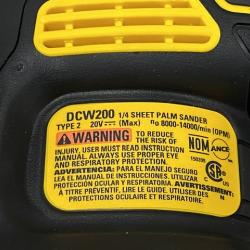 DCW200 1/4 SHEET PALM SANDER
TYPE 2 20V (Max) n₀ 8000-14000/min (OPM)
WARNING TO REDUCE
THE RISK OF
INJURY, USER MUST READ INSTRUCTION
MANUAL. ALWAYS USE PROPER EYE
AND RESPIRATORY PROTECTION.
NOM ANCE
150208
ADVERTENCIA PARA EL MANEJO SEGURO
LEA EL MANUAL DE INSTRUCCIONES. UTILIZAR
PROTECCIÓN OCULAR Y RESPIRATORIA.
AVERTISSEMENT:
À TITRE PRÉVENTIF, LIRE LE GUIDE. UTILISER
PROTECTION OCULAIRE ET RESPIRATOIRE